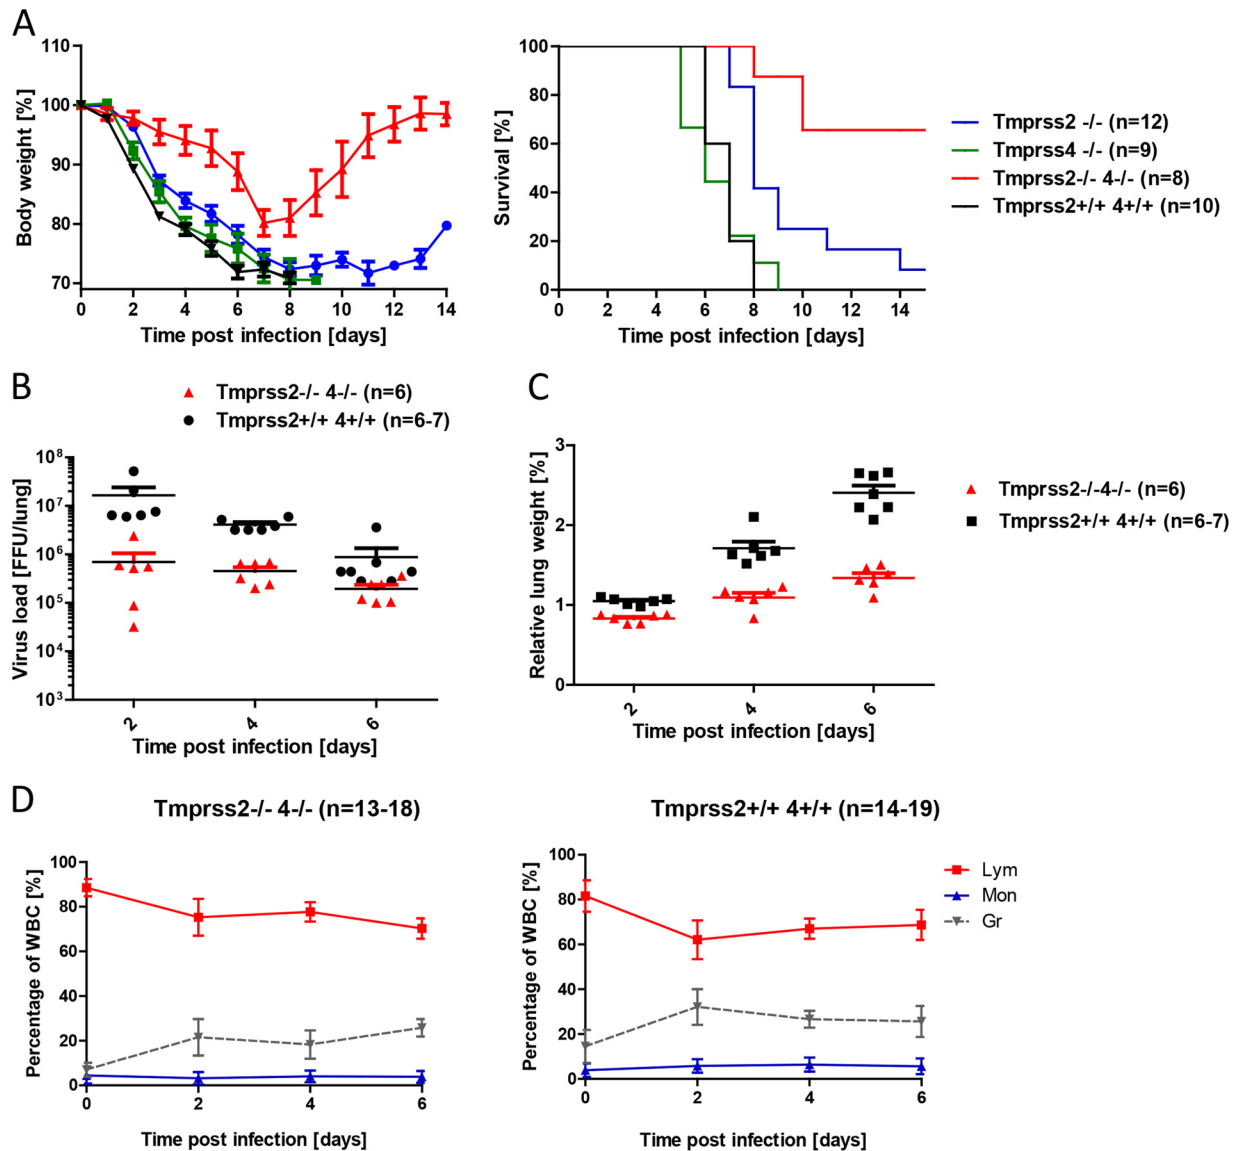 A
Body weight [%]
110
100
90
80
70
0 2 4 6 8 10 12 14
Time post infection [days]
Survival [%]
100
80
60
40
20
0
0 2 4 6 8 10 12 14
Time post infection [days]
Tmprss2 -/- (n=12)
Tmprss4 -/- (n=9)
Tmprss2-/- 4-/- (n=8)
Tmprss2+/+ 4+/+ (n=10)
B
Tmprss2-/- 4-/- (n=6)
Tmprss2+/+ 4+/+ (n=6-7)
Virus load [FFU/lung]
10⁸
10⁷
10⁶
10⁵
10⁴
10³
2 4 6
Time post infection [days]
C
Relative lung weight [%]
3
2
1
0
2 4 6
Time post infection [days]
Tmprss2-/-4-/- (n=6)
Tmprss2+/+ 4+/+ (n=6-7)
D
Tmprss2-/- 4-/- (n=13-18)
Percentage of WBC [%]
100
80
60
40
20
0
0 2 4 6
Time post infection [days]
Tmprss2+/+ 4+/+ (n=14-19)
Percentage of WBC [%]
100
80
60
40
20
0
0 2 4 6
Time post infection [days]
Lym
Mon
Gr